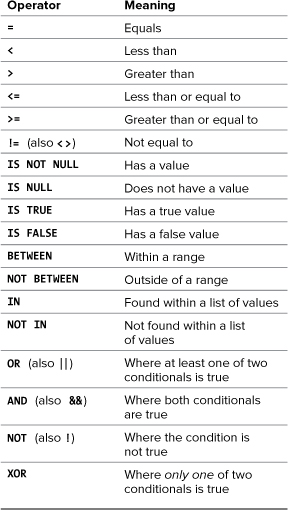 Operator Meaning
= Equals
< Less than
> Greater than
<= Less than or equal to
>= Greater than or equal to
!= (also <>) Not equal to
IS NOT NULL Has a value
IS NULL Does not have a value
IS TRUE Has a true value
IS FALSE Has a false value
BETWEEN Within a range
NOT BETWEEN Outside of a range
IN Found within a list of values
NOT IN Not found within a list
of values
OR (also ||) Where at least one of two
conditionals is true
AND (also &&) Where both conditionals
are true
NOT (also !) Where the condition is
not true
XOR Where only one of two
conditionals is true